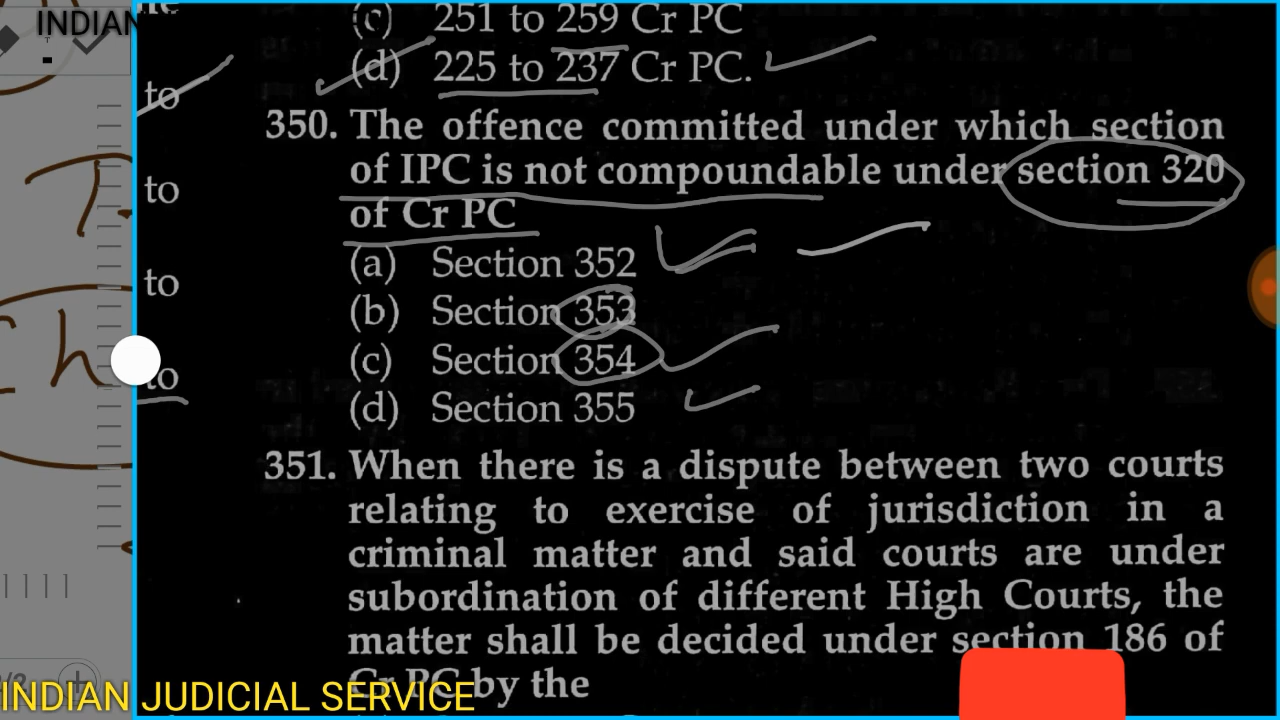 INDIAN
(c) 251 to 259 Cr PC
(d) 225 to 237 Cr PC.
to
350. The offence committed under which section
of IPC is not compoundable under section 320
of Cr PC
to
(a) Section 352
to
(b) Section 353
(c) Section 354
to
(d) Section 355
351. When there is a dispute between two courts
relating to exercise of jurisdiction in a
criminal matter and said courts are under
subordination of different High Courts, the
matter shall be decided under section 186 of
Cr PC by the
INDIAN JUDICIAL SERVICE